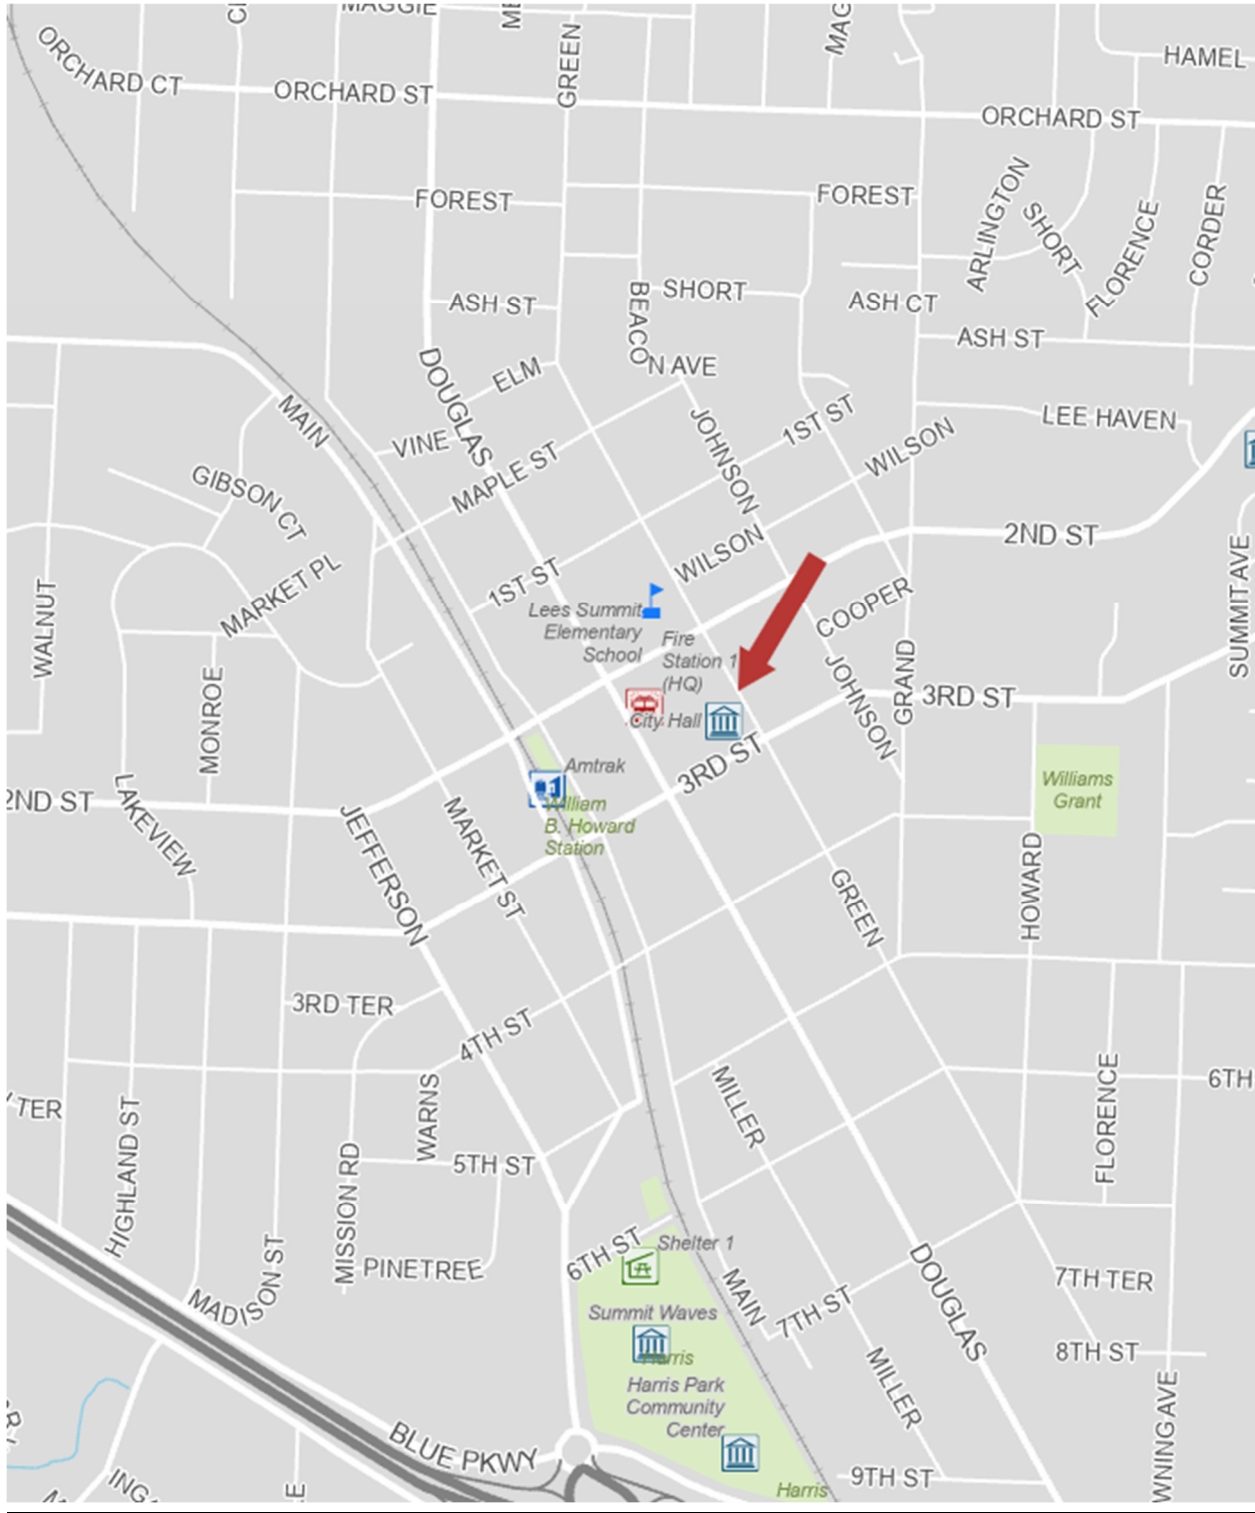 MAGGIE
GREEN
MAG
HAMEL
ORCHARD CT
ORCHARD ST
ORCHARD ST
FOREST
FOREST
ARLINGTON
SHORT
FLORENCE
CORDER
ASH ST
BEACO
N AVE
SHORT
ASH CT
ASH ST
DOUGLAS
ELM
MAIN
VINE
MAPLE ST
JOHNSON
1ST ST
WILSON
LEE HAVEN
GIBSON CT
MARKET PL
1ST ST
WILSON
2ND ST
WALNUT
Lees Summit
Elementary
School
Fire
Station 1
(HQ)
COOPER
SUMMIT AVE
MONROE
City Hall
JOHNSON
GRAND
3RD ST
3RD ST
Amtrak
William
B. Howard
Station
Williams
Grant
2ND ST
LAKEVIEW
JEFFERSON
MARKET ST
GREEN
HOWARD
3RD TER
4TH ST
WARNS
MILLER
FLORENCE
6TH
TER
HIGHLAND ST
MISSION RD
5TH ST
MADISON ST
PINETREE
6TH ST
Shelter 1
MAIN
7TH ST
DOUGLAS
7TH TER
8TH ST
Summit Waves
Harris
Harris Park
Community
Center
MILLER
WNING AVE
BLUE PKWY
9TH ST
Harris
ING